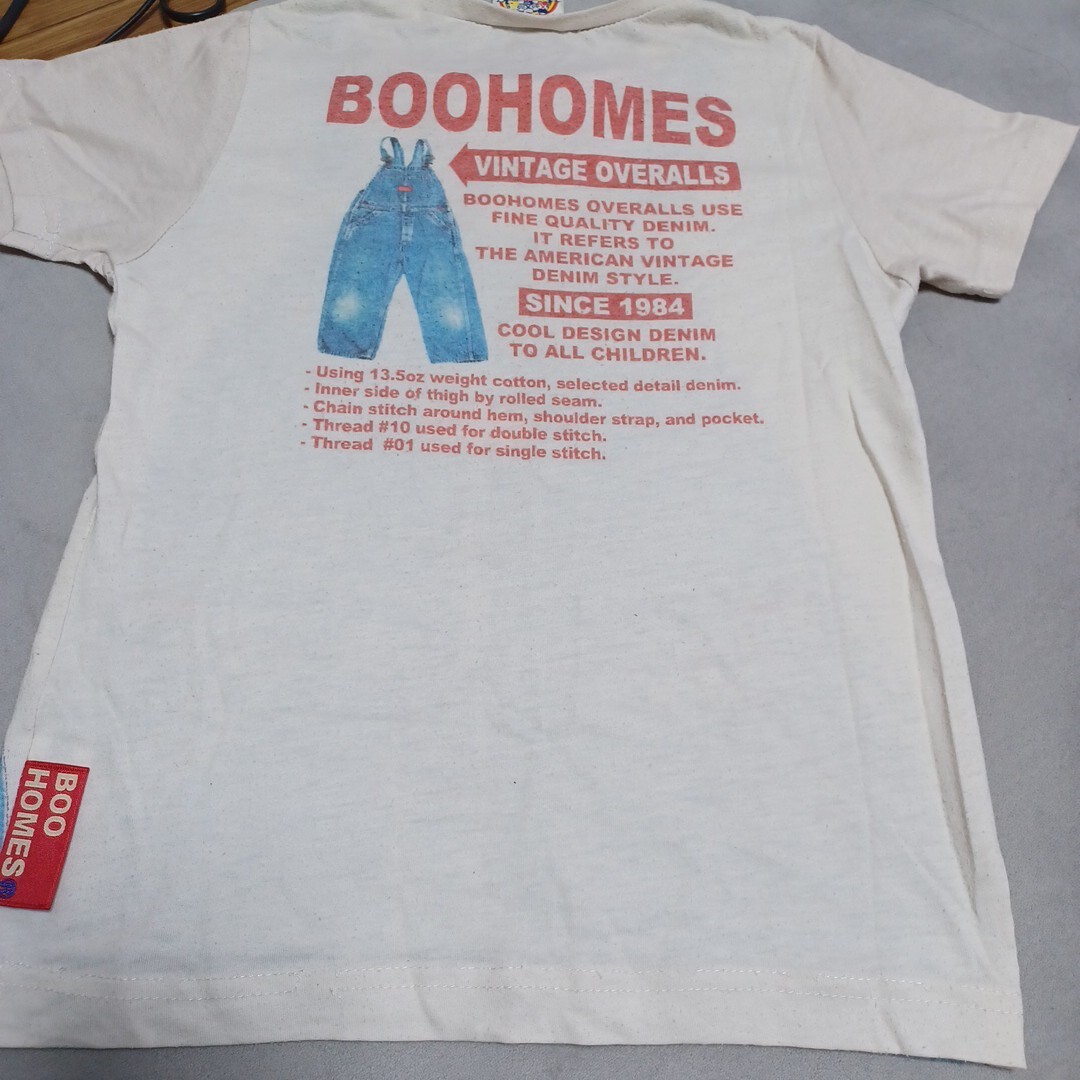 BOOHOMES
VINTAGE OVERALLS
BOOHOMES OVERALLS USE
FINE QUALITY DENIM.
IT REFERS TO
THE AMERICAN VINTAGE
DENIM STYLE.
SINCE 1984
COOL DESIGN DENIM
TO ALL CHILDREN.
- Using 13.5oz weight cotton, selected detail denim.
- Inner side of thigh by rolled seam.
- Chain stitch around hem, shoulder strap, and pocket.
- Thread #10 used for double stitch.
- Thread #01 used for single stitch.
BOO
HOMES®